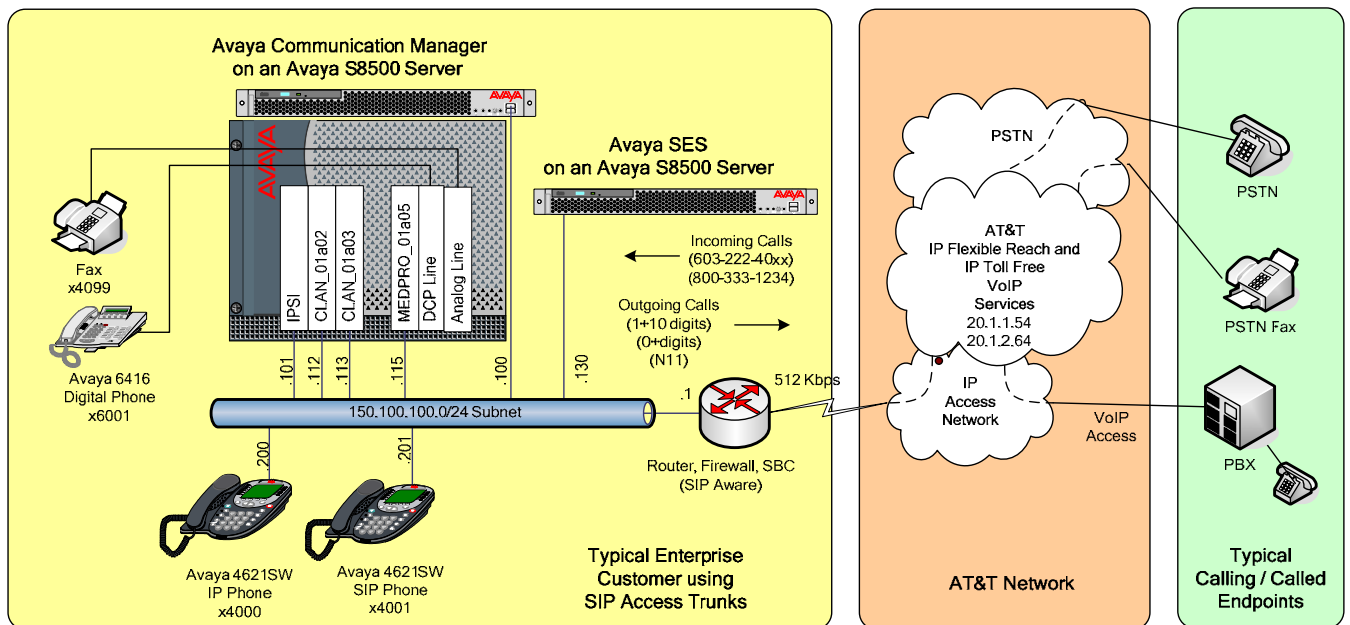 Avaya Communication Manager
on an Avaya S8500 Server
AVAYA
AVAYA
IPSI
CLAN_01a02
CLAN_01a03
MEDPRO_01a05
DCP Line
Analog Line
Fax
x4099
Avaya 6416
Digital Phone
x6001
.101
.112
.113
.115
.100
.130
Avaya SES
on an Avaya S8500 Server
AVAYA
Incoming Calls
(603-222-40xx)
(800-333-1234)
Outgoing Calls
(1+10 digits)
(0+digits)
(N11)
150.100.100.0/24 Subnet
.1
512 Kbps
Router, Firewall, SBC
(SIP Aware)
.200
.201
Avaya 4621SW
IP Phone
x4000
Avaya 4621SW
SIP Phone
x4001
Typical Enterprise
Customer using
SIP Access Trunks
PSTN
AT&T
IP Flexible Reach and
IP Toll Free
VoIP
Services
20.1.1.54
20.1.2.64
IP
Access
Network
VoIP
Access
AT&T Network
PSTN
PSTN Fax
PBX
Typical
Calling / Called
Endpoints